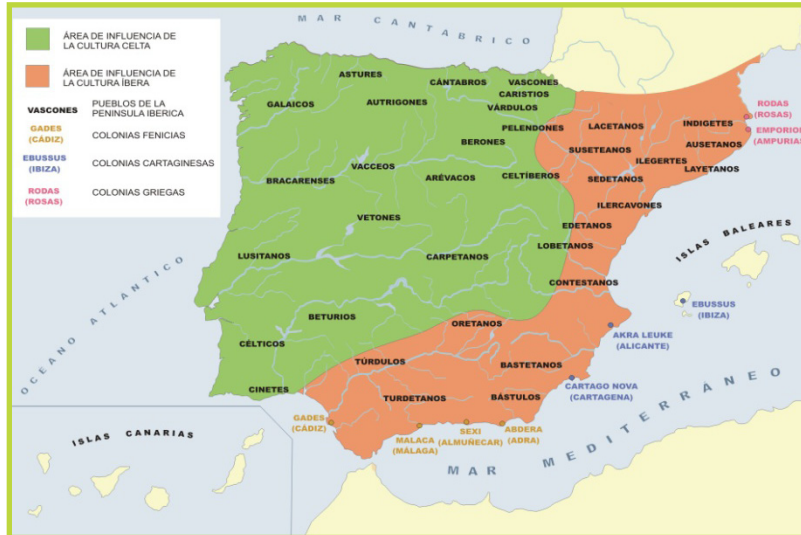 MAR CANTÁBRICO
ÁREA DE INFLUENCIA DE
LA CULTURA CELTA
ÁREA DE INFLUENCIA DE
LA CULTURA ÍBERA
VASCONES
PUEBLOS DE LA
PENINSULA IBERICA
GADES
(CÁDIZ)
COLONIAS FENICIAS
EBUSSUS
(IBIZA)
COLONIAS CARTAGINESAS
RODAS
(ROSAS)
COLONIAS GRIEGAS
ASTURES
CÁNTABROS
VASCONES
CARISTIOS
VÁRDULOS
GALAICOS
AUTRIGONES
PELENDONES
BERONES
LACETANOS
INDIGETES
RODAS
(ROSAS)
EMPORION
(AMPURIAS)
SUSETEANOS
AUSETANOS
ILEGERTES
LAYETANOS
BRACARENSES
VACCEOS
ARÉVACOS
CELTÍBEROS
SEDETANOS
ILERCAVONES
VETONES
EDETANOS
LUSITANOS
CARPETANOS
LOBETANOS
ISLAS BALEARES
CONTESTANOS
EBUSSUS
(IBIZA)
OCEANO ATLANTICO
BETURIOS
ORETANOS
AKRA LEUKE
(ALICANTE)
CÉLTICOS
TÚRDULOS
BASTETANOS
CINETES
TURDETANOS
BÁSTULOS
CARTAGO NOVA
(CARTAGENA)
GADES
(CÁDIZ)
MALACA
(MÁLAGA)
SEXI
(ALMUÑECAR)
ABDERA
(ADRA)
MAR MEDITERRÁNEO
ISLAS CANARIAS